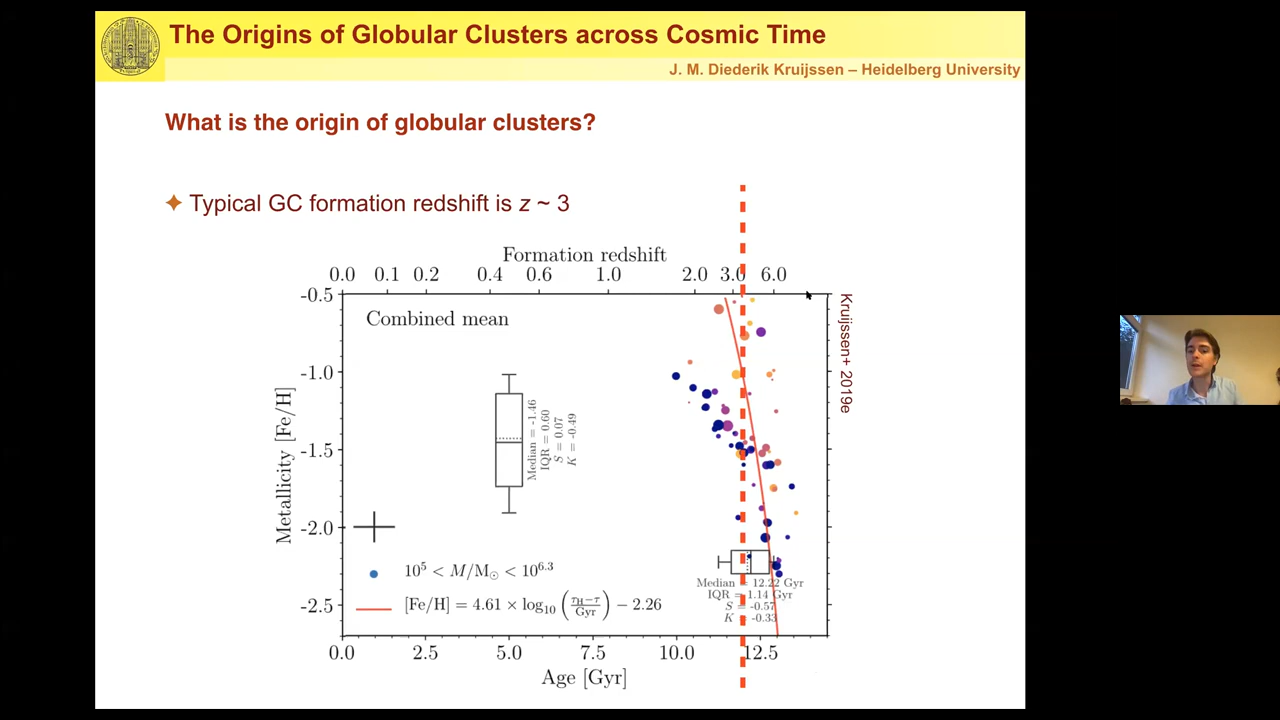 The Origins of Globular Clusters across Cosmic Time
J. M. Diederik Kruijssen – Heidelberg University
What is the origin of globular clusters?
✦ Typical GC formation redshift is z ~ 3
Formation redshift
0.0 0.1 0.2 0.4 0.6 1.0 2.0 3.0 6.0
-0.5
Combined mean
Kruijssen+ 2019e
-1.0
Metallicity [Fe/H]
Median = -1.46
IQR = 0.60
S = 0.07
K = -0.49
-1.5
-2.0
10^5 < M/M☉ < 10^6.3
Median = 12.22 Gyr
IQR = 1.14 Gyr
S = -0.57
K = -0.33
-2.5
[Fe/H] = 4.61 × log₁₀ (τH−τ/Gyr) − 2.26
0.0 2.5 5.0 7.5 10.0 12.5
Age [Gyr]